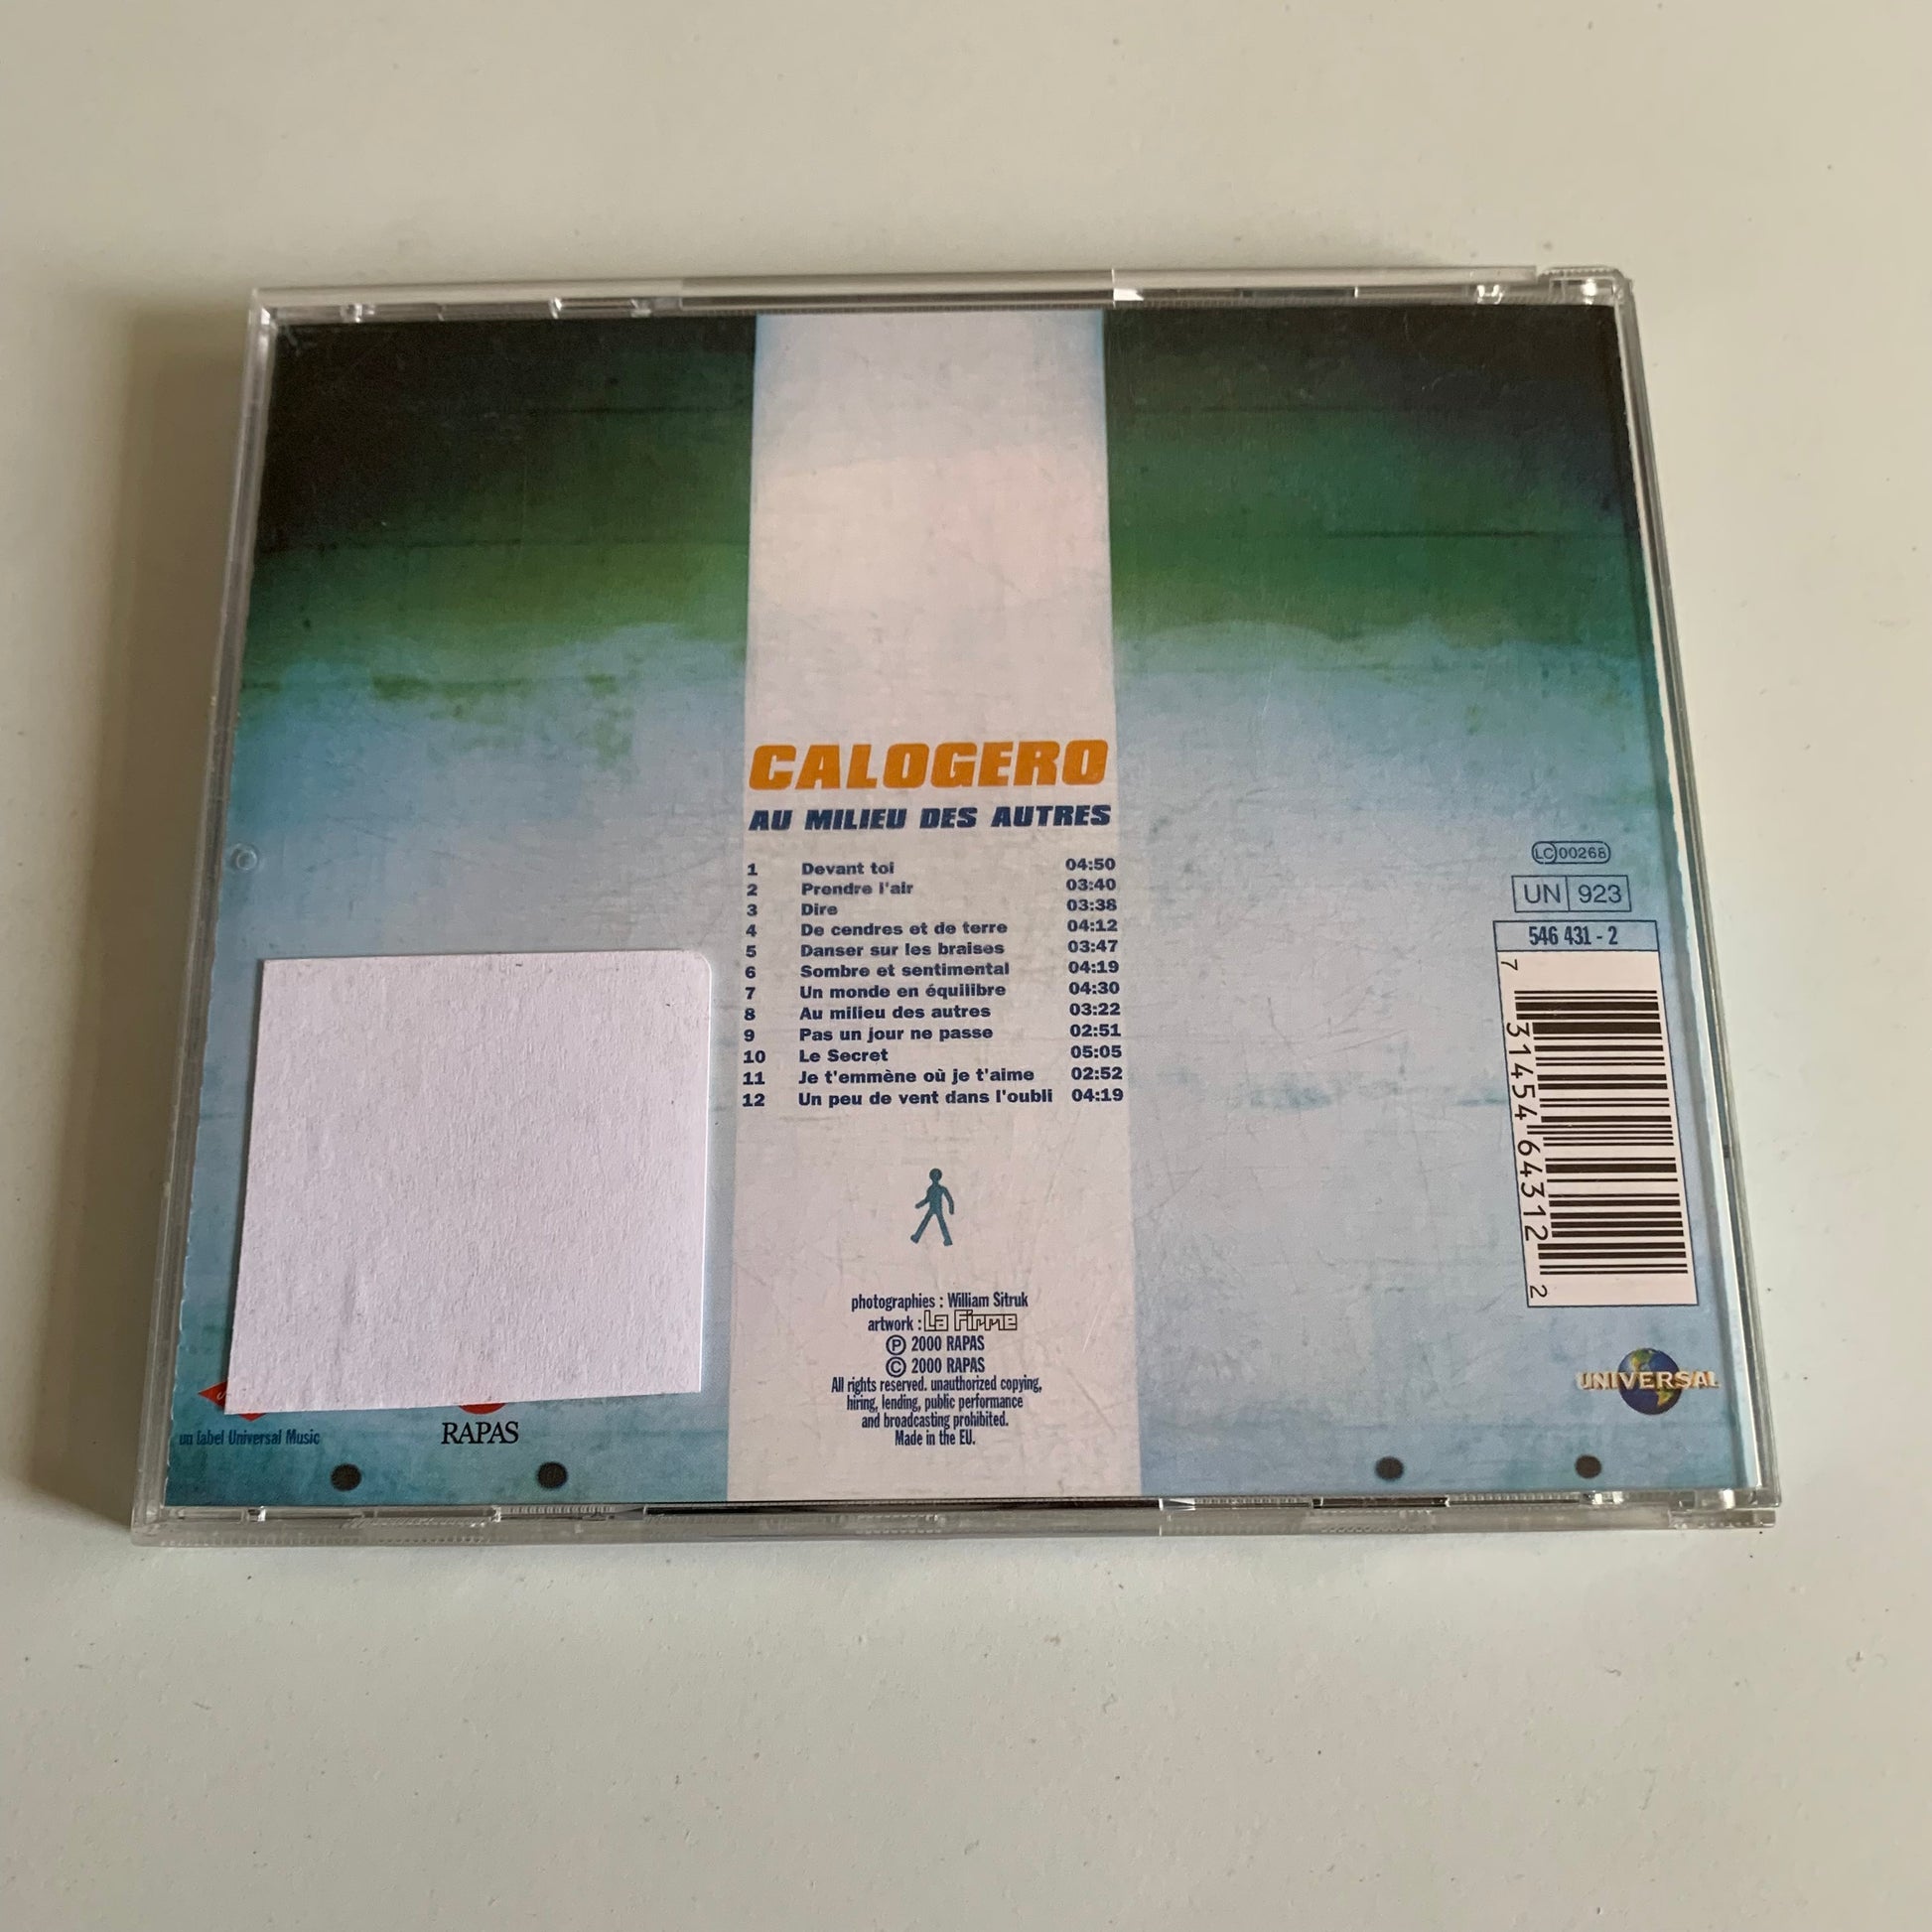 CALOGERO
AU MILIEU DES AUTRES
1 Devant toi 04:50
2 Prendre l'air 03:40
3 Dire 03:38
4 De cendres et de terre 04:12
5 Danser sur les braises 03:47
6 Sombre et sentimental 04:19
7 Un monde en équilibre 04:30
8 Au milieu des autres 03:22
9 Pas un jour ne passe 02:51
10 Le Secret 05:05
11 Je t'emmène où je t'aime 02:52
12 Un peu de vent dans l'oubli 04:19
photographies : William Sitruk
artwork : La Firme
Ⓟ 2000 RAPAS
© 2000 RAPAS
All rights reserved. unauthorized copying,
hiring, lending, public performance
and broadcasting prohibited.
Made in the EU.
un label Universal Music
RAPAS
LC 00268
UN 923
546 431 - 2
7 31454 64312 2
UNIVERSAL